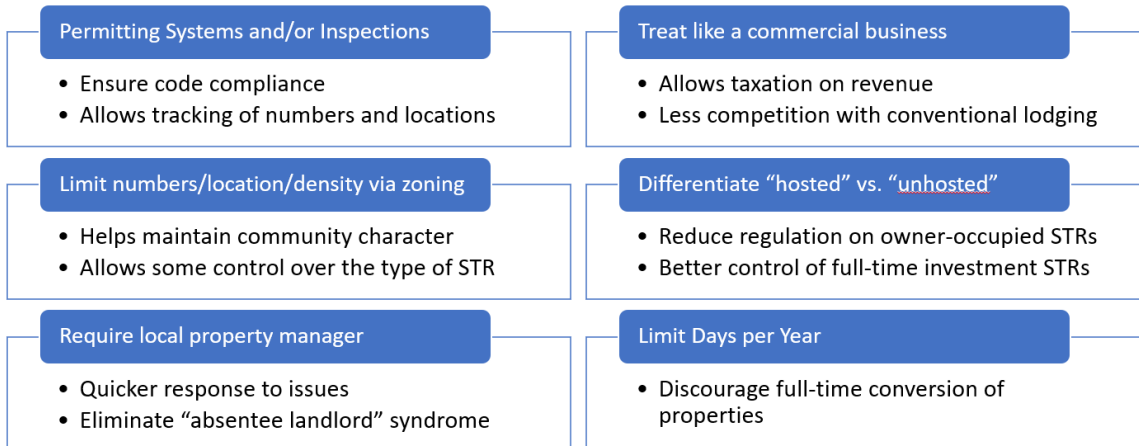 Permitting Systems and/or Inspections
• Ensure code compliance
• Allows tracking of numbers and locations
Treat like a commercial business
• Allows taxation on revenue
• Less competition with conventional lodging
Limit numbers/location/density via zoning
• Helps maintain community character
• Allows some control over the type of STR
Differentiate “hosted” vs. “unhosted”
• Reduce regulation on owner-occupied STRs
• Better control of full-time investment STRs
Require local property manager
• Quicker response to issues
• Eliminate “absentee landlord” syndrome
Limit Days per Year
• Discourage full-time conversion of
properties